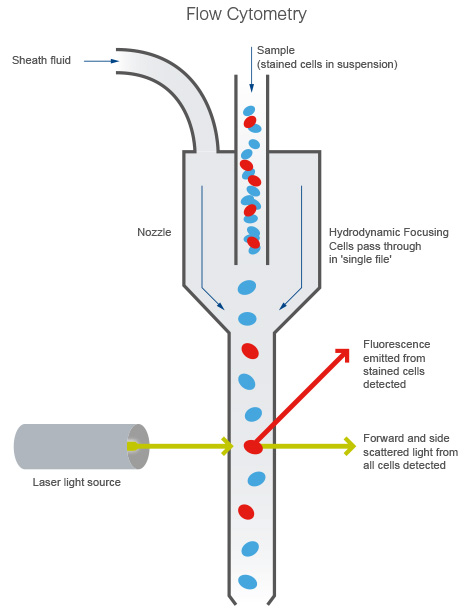 Flow Cytometry
Sheath fluid
Sample
(stained cells in suspension)
Nozzle
Hydrodynamic Focusing
Cells pass through
in 'single file'
Fluorescence
emitted from
stained cells
detected
Forward and side
scattered light from
all cells detected
Laser light source